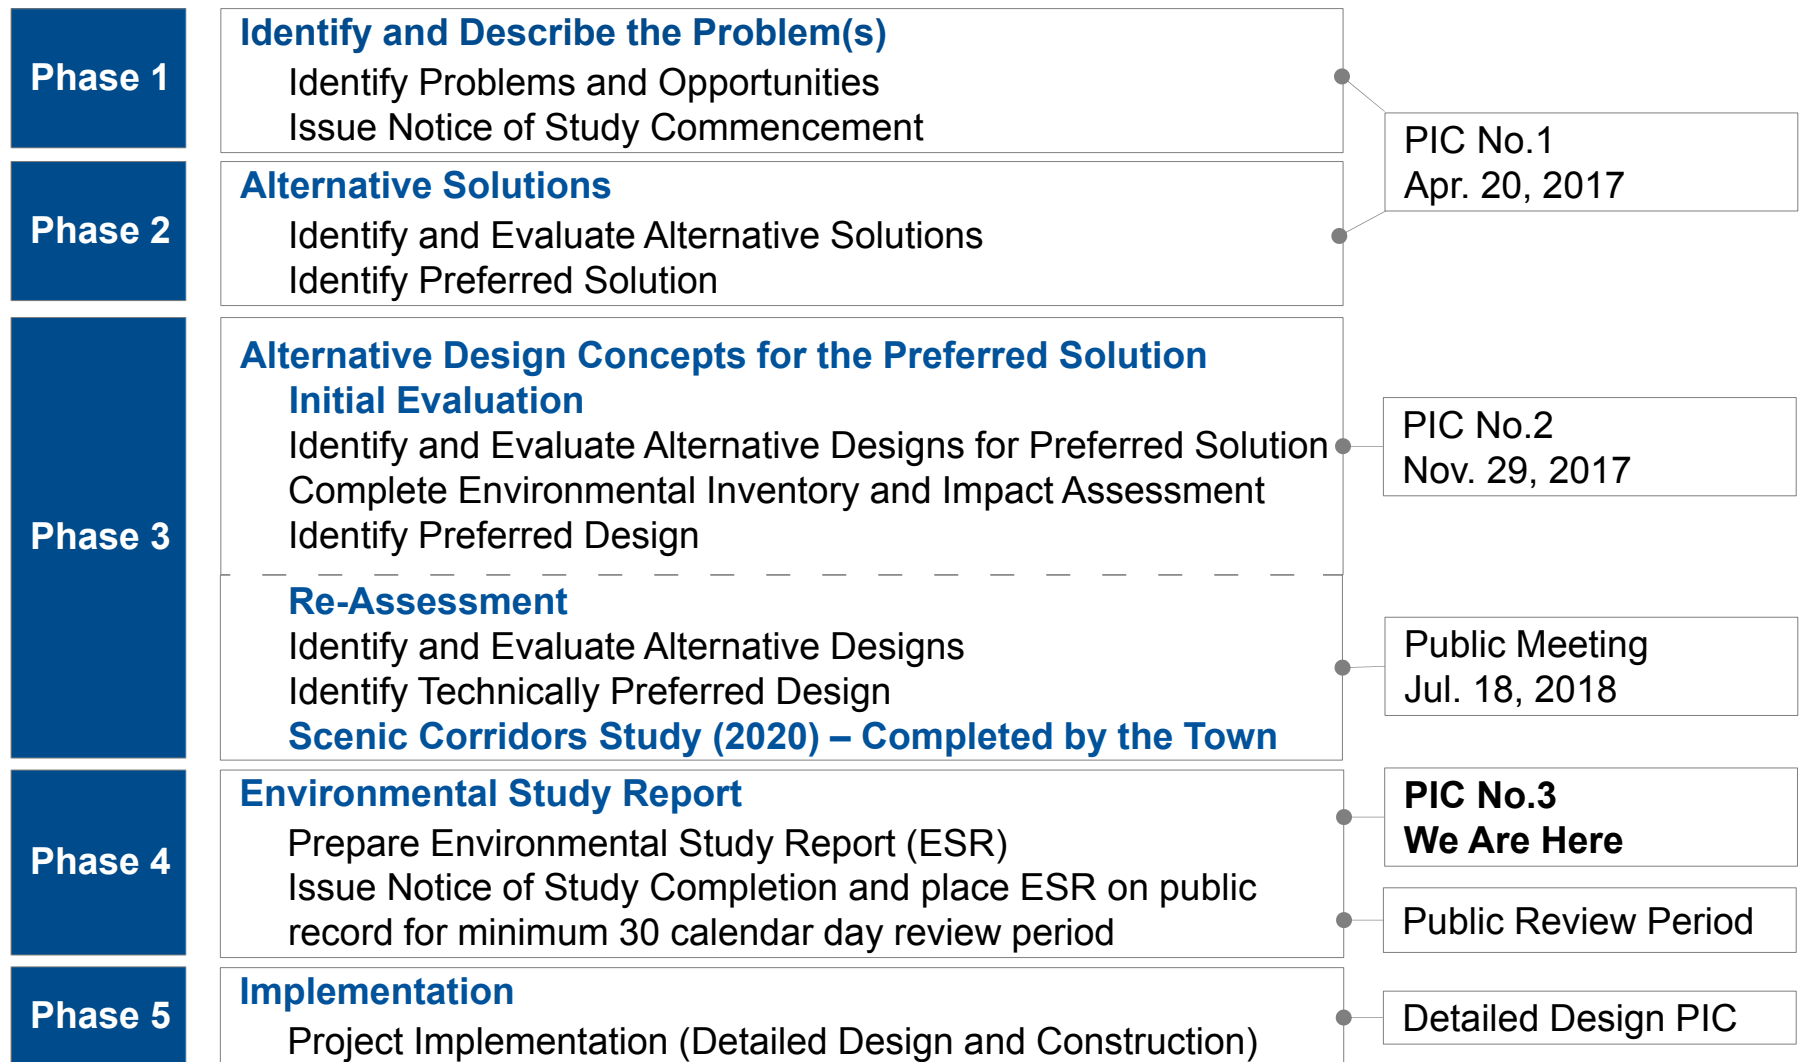 Phase 1
Identify and Describe the Problem(s)
Identify Problems and Opportunities
Issue Notice of Study Commencement
PIC No.1
Apr. 20, 2017
Phase 2
Alternative Solutions
Identify and Evaluate Alternative Solutions
Identify Preferred Solution
Phase 3
Alternative Design Concepts for the Preferred Solution
Initial Evaluation
Identify and Evaluate Alternative Designs for Preferred Solution
Complete Environmental Inventory and Impact Assessment
Identify Preferred Design
PIC No.2
Nov. 29, 2017
Re-Assessment
Identify and Evaluate Alternative Designs
Identify Technically Preferred Design
Scenic Corridors Study (2020) – Completed by the Town
Public Meeting
Jul. 18, 2018
Phase 4
Environmental Study Report
Prepare Environmental Study Report (ESR)
Issue Notice of Study Completion and place ESR on public
record for minimum 30 calendar day review period
PIC No.3
We Are Here
Public Review Period
Phase 5
Implementation
Project Implementation (Detailed Design and Construction)
Detailed Design PIC